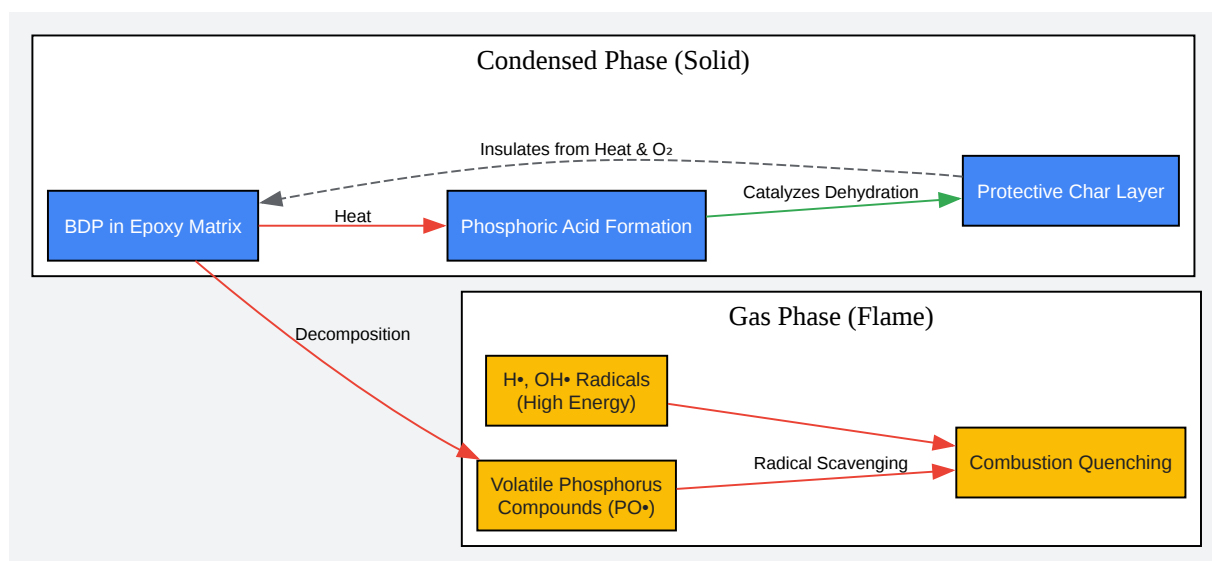 Condensed Phase (Solid)
Insulates from Heat & O₂
Protective Char Layer
Catalyzes Dehydration
BDP in Epoxy Matrix
Heat
Phosphoric Acid Formation
Gas Phase (Flame)
Decomposition
H•, OH• Radicals
(High Energy)
Radical Scavenging
Combustion Quenching
Volatile Phosphorus
Compounds (PO•)